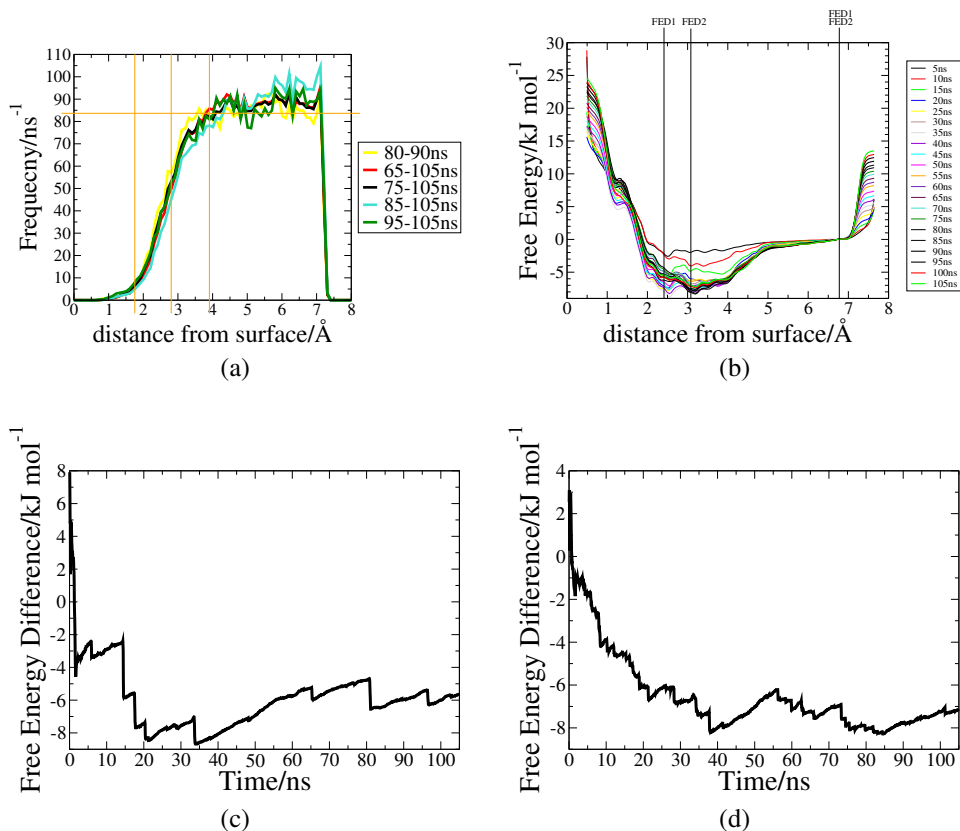 FED1 FED2 FED1
FED2
110
100
90
80
70
60
50
40
30
20
10
0
Frequecny/ns-1
0 1 2 3 4 5 6 7 8
distance from surface/Å
80-90ns
65-105ns
75-105ns
85-105ns
95-105ns
(a)
30
25
20
15
10
5
0
-5
Free Energy/kJ mol-1
0 1 2 3 4 5 6 7 8
distance from surface/Å
5ns
10ns
15ns
20ns
25ns
30ns
35ns
40ns
45ns
50ns
55ns
60ns
65ns
70ns
75ns
80ns
85ns
90ns
95ns
100ns
105ns
(b)
8
6
4
2
0
-2
-4
-6
-8
Free Energy Difference/kJ mol-1
0 10 20 30 40 50 60 70 80 90 100
Time/ns
(c)
4
2
0
-2
-4
-6
-8
Free Energy Difference/kJ mol-1
0 10 20 30 40 50 60 70 80 90 100
Time/ns
(d)